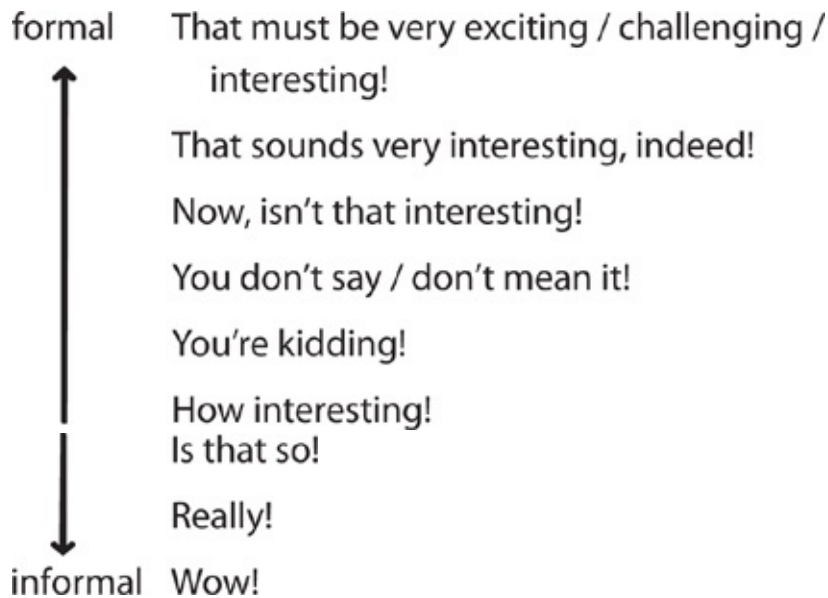 formal That must be very exciting / challenging /
interesting!
That sounds very interesting, indeed!
Now, isn't that interesting!
You don't say / don't mean it!
You're kidding!
How interesting!
Is that so!
Really!
informal Wow!